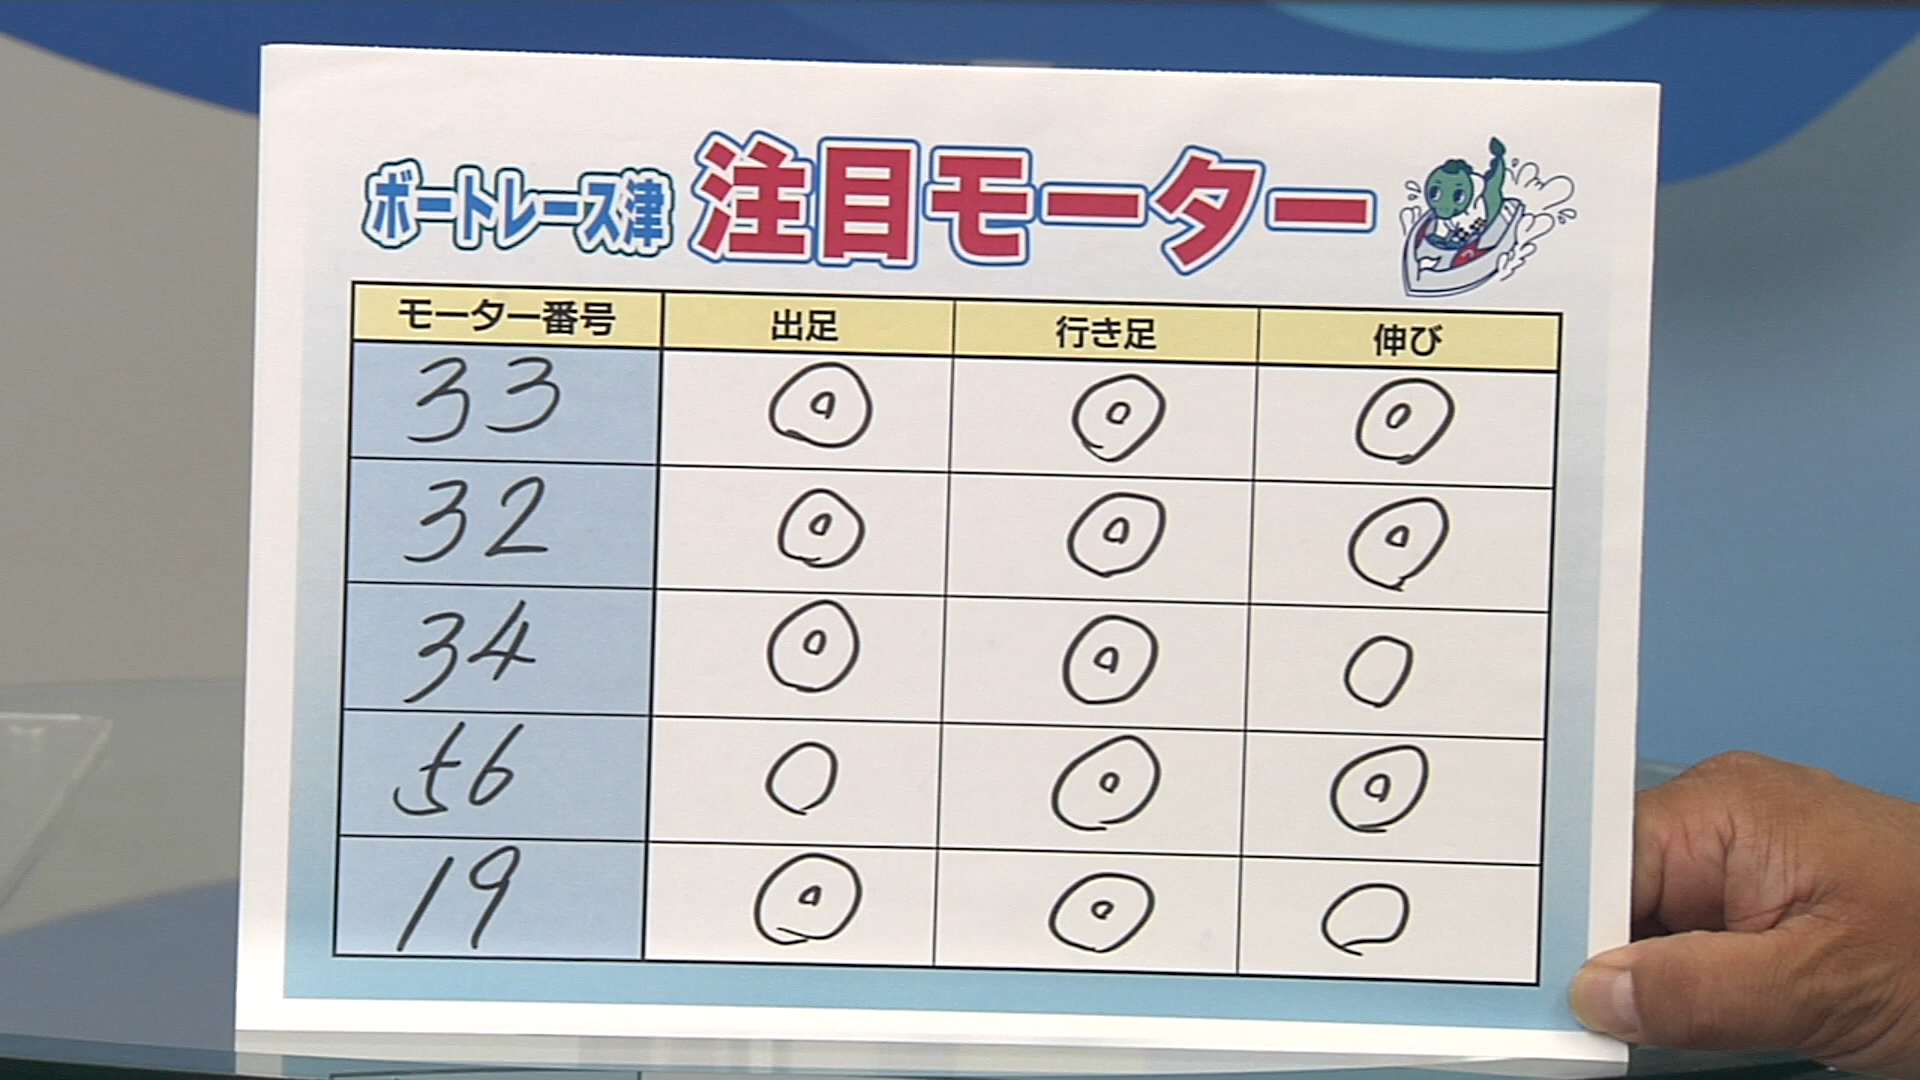 ボートレース津 注目モーター
モーター番号 出足 行き足 伸び
33 ◎ ◎ ◎
32 ◎ ◎ ◎
34 ◎ ◎ ○
56 ○ ◎ ◎
19 ◎ ◎ ○